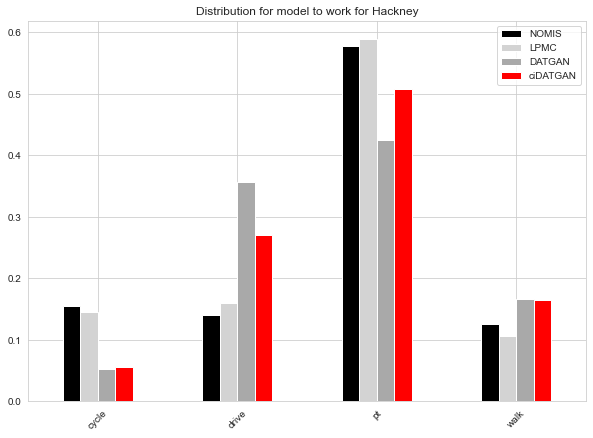 Distribution for model to work for Hackney
NOMIS
LPMC
DATGAN
ciDATGAN
0.6
0.5
0.4
0.3
0.2
0.1
0.0
cycle
drive
pt
walk